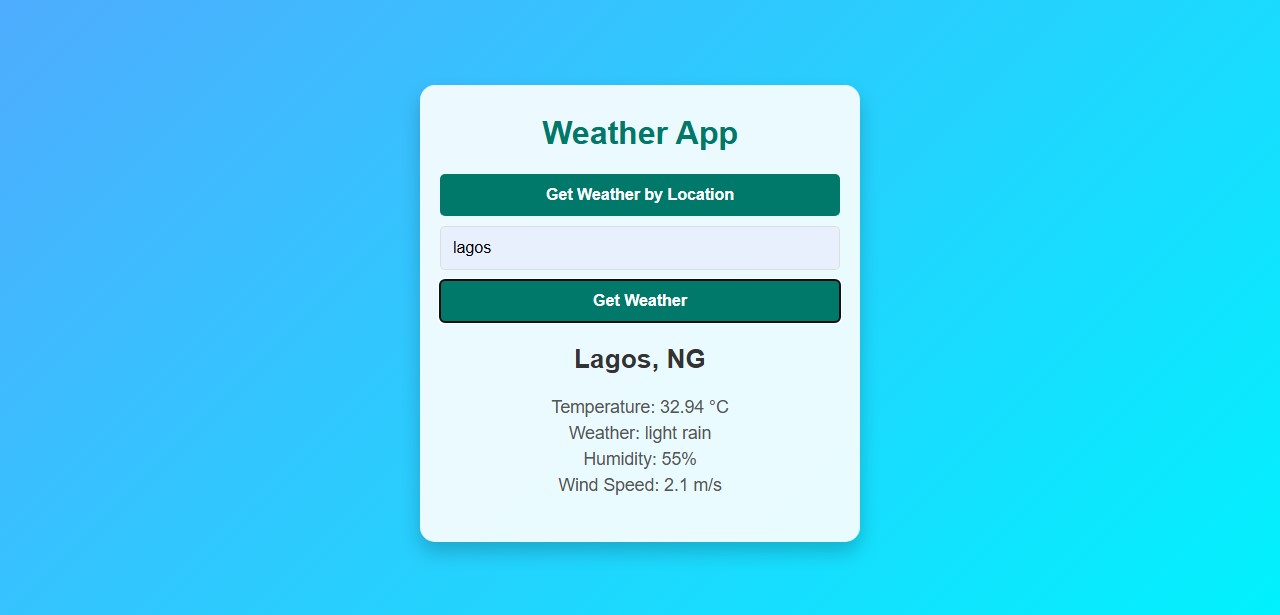 Weather App
Get Weather by Location
lagos
Get Weather
Lagos, NG
Temperature: 32.94 °C
Weather: light rain
Humidity: 55%
Wind Speed: 2.1 m/s